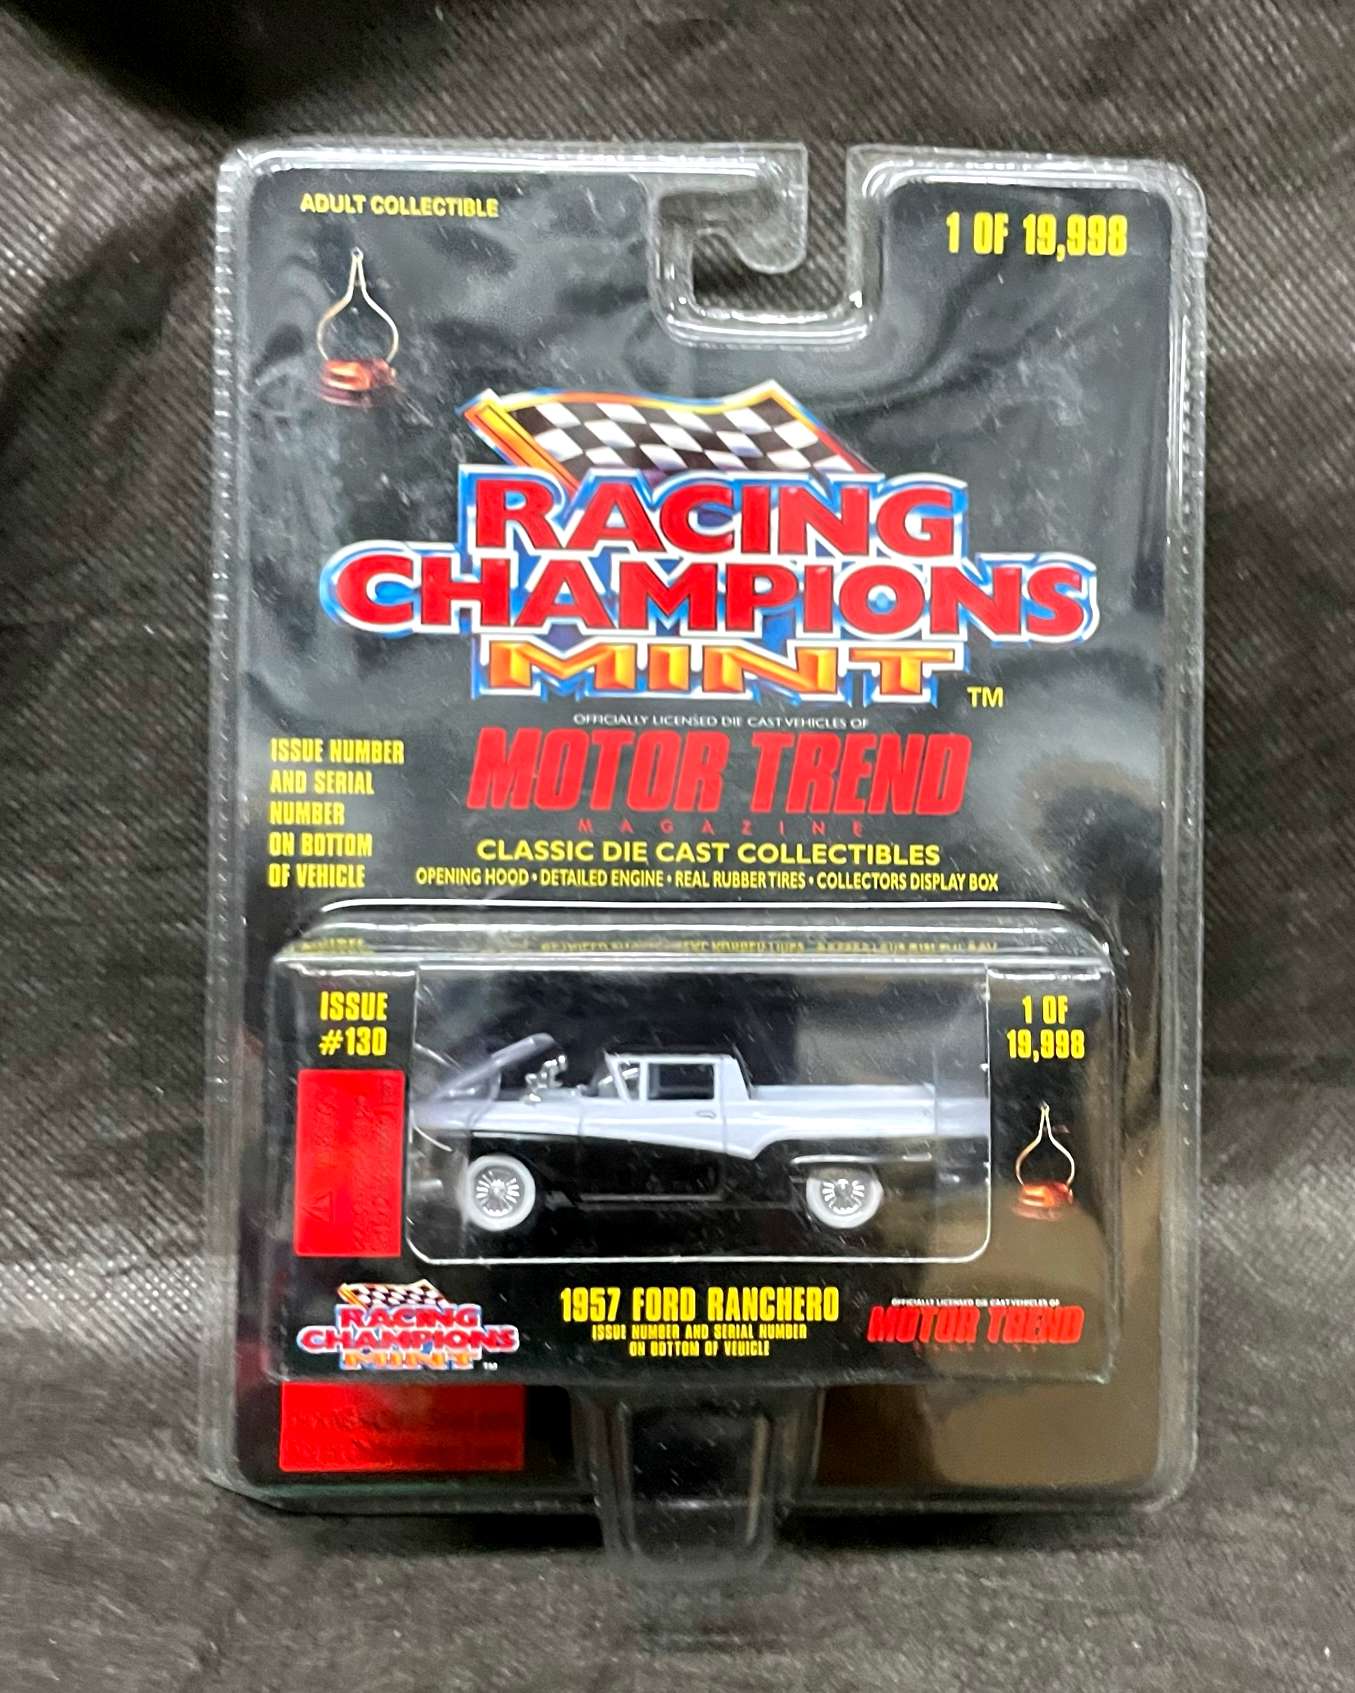 ADULT COLLECTIBLE
1 OF 19,998
RACING
CHAMPIONS
MINT
TM
OFFICIALLY LICENSED DIE CAST VEHICLES OF
MOTOR TREND
MAGAZINE
ISSUE NUMBER
AND SERIAL
NUMBER
ON BOTTOM
OF VEHICLE
CLASSIC DIE CAST COLLECTIBLES
OPENING HOOD • DETAILED ENGINE • REAL RUBBER TIRES • COLLECTORS DISPLAY BOX
ISSUE
#130
1 OF
19,998
RACING
CHAMPIONS
MINT
TM
1957 FORD RANCHERO
ISSUE NUMBER AND SERIAL NUMBER
ON BOTTOM OF VEHICLE
OFFICIALLY LICENSED DIE CAST VEHICLES OF
MOTOR TREND